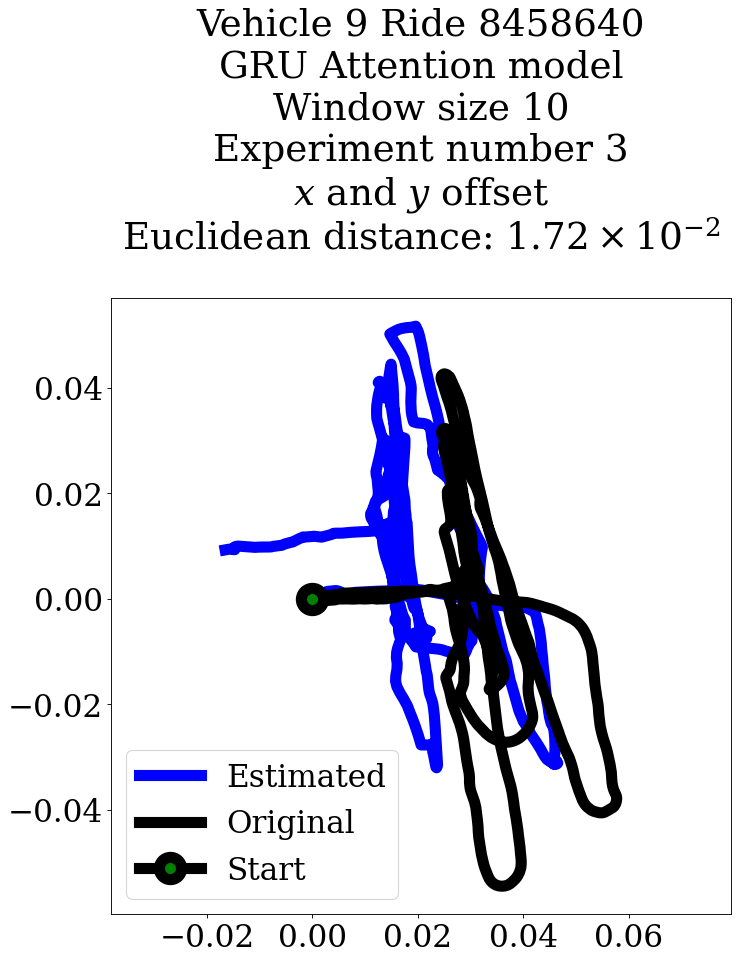 Vehicle 9 Ride 8458640
GRU Attention model
Window size 10
Experiment number 3
x and y offset
Euclidean distance: 1.72 × 10⁻²
0.04
0.02
0.00
−0.02
−0.04
Estimated
Original
Start
−0.02 0.00 0.02 0.04 0.06